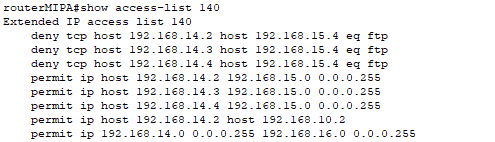 routerMIPA#show access-list 140
Extended IP access list 140
deny tcp host 192.168.14.2 host 192.168.15.4 eq ftp
deny tcp host 192.168.14.3 host 192.168.15.4 eq ftp
deny tcp host 192.168.14.4 host 192.168.15.4 eq ftp
permit ip host 192.168.14.2 192.168.15.0 0.0.0.255
permit ip host 192.168.14.3 192.168.15.0 0.0.0.255
permit ip host 192.168.14.4 192.168.15.0 0.0.0.255
permit ip host 192.168.14.2 host 192.168.10.2
permit ip 192.168.14.0 0.0.0.255 192.168.16.0 0.0.0.255